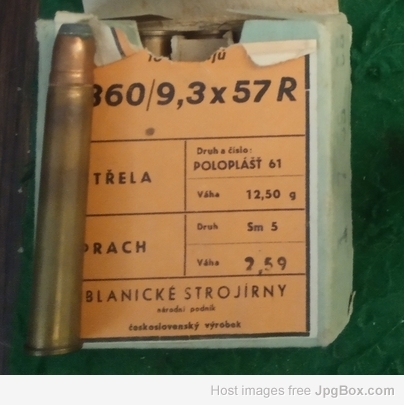 360/9,3x57R
TŘELA
Druh a číslo:
POLOPLÁŠŤ 61
Váha 12,50 g
PRACH
Druh Sm 5
Váha 2,59
BLANICKÉ STROJÍRNY
národní podnik
československý výrobek
Host images free JpgBox.com